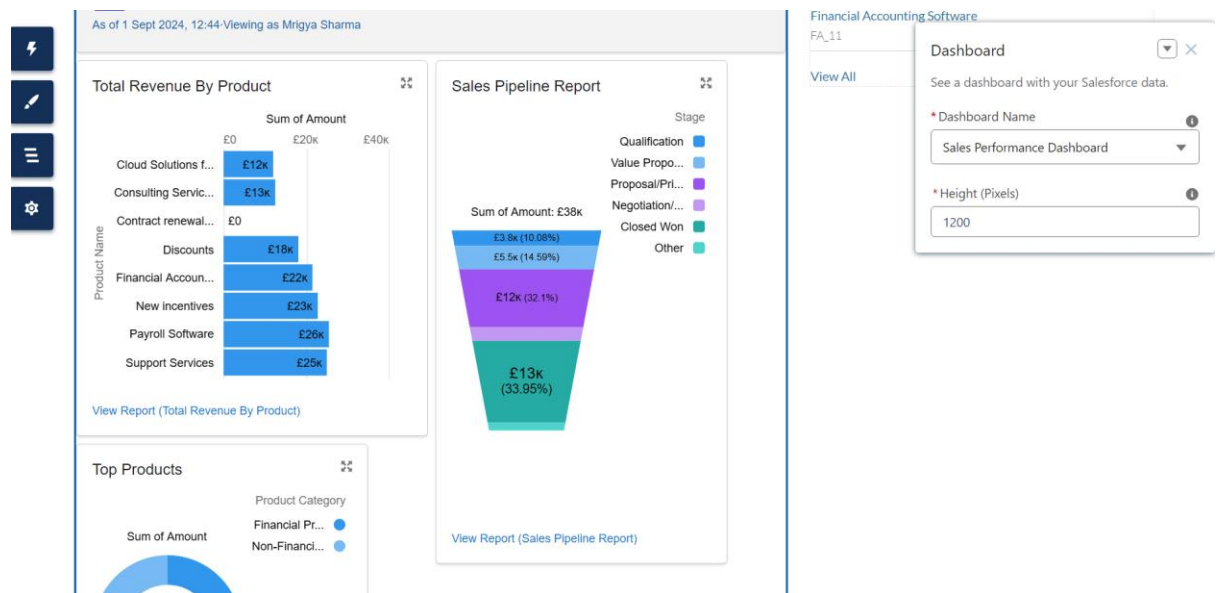 As of 1 Sept 2024, 12:44·Viewing as Mrigya Sharma
Total Revenue By Product
Sum of Amount
£0 £20K £40K
Product Name
Cloud Solutions f... £12K
Consulting Servic... £13K
Contract renewal... £0
Discounts £18K
Financial Accoun... £22K
New incentives £23K
Payroll Software £26K
Support Services £25K
View Report (Total Revenue By Product)
Sales Pipeline Report
Stage
Qualification
Value Propo...
Proposal/Pri...
Negotiation/...
Closed Won
Other
Sum of Amount: £38K
£3.8K (10.08%)
£5.5K (14.59%)
£12K (32.1%)
£13K
(33.95%)
View Report (Sales Pipeline Report)
Top Products
Product Category
Financial Pr...
Non-Financi...
Sum of Amount
Financial Accounting Software
FA_11
View All
Dashboard
See a dashboard with your Salesforce data.
*Dashboard Name
Sales Performance Dashboard
*Height (Pixels)
1200